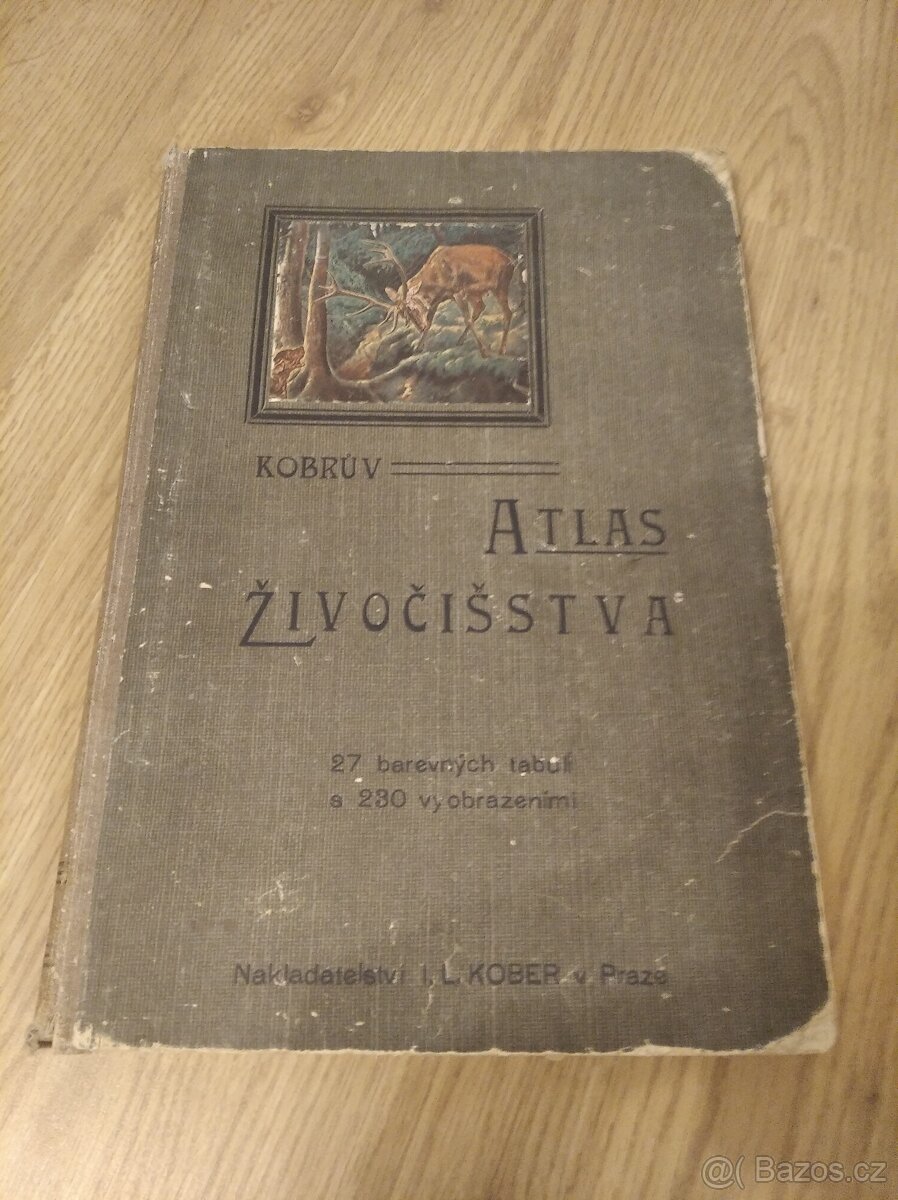 KOBRŮV
ATLAS
ŽIVOČIŠSTVA
27 barevných tabulí
s 230 vyobrazeními
Nakladatelství I. L. KOBER v Praze
@( Bazos.cz